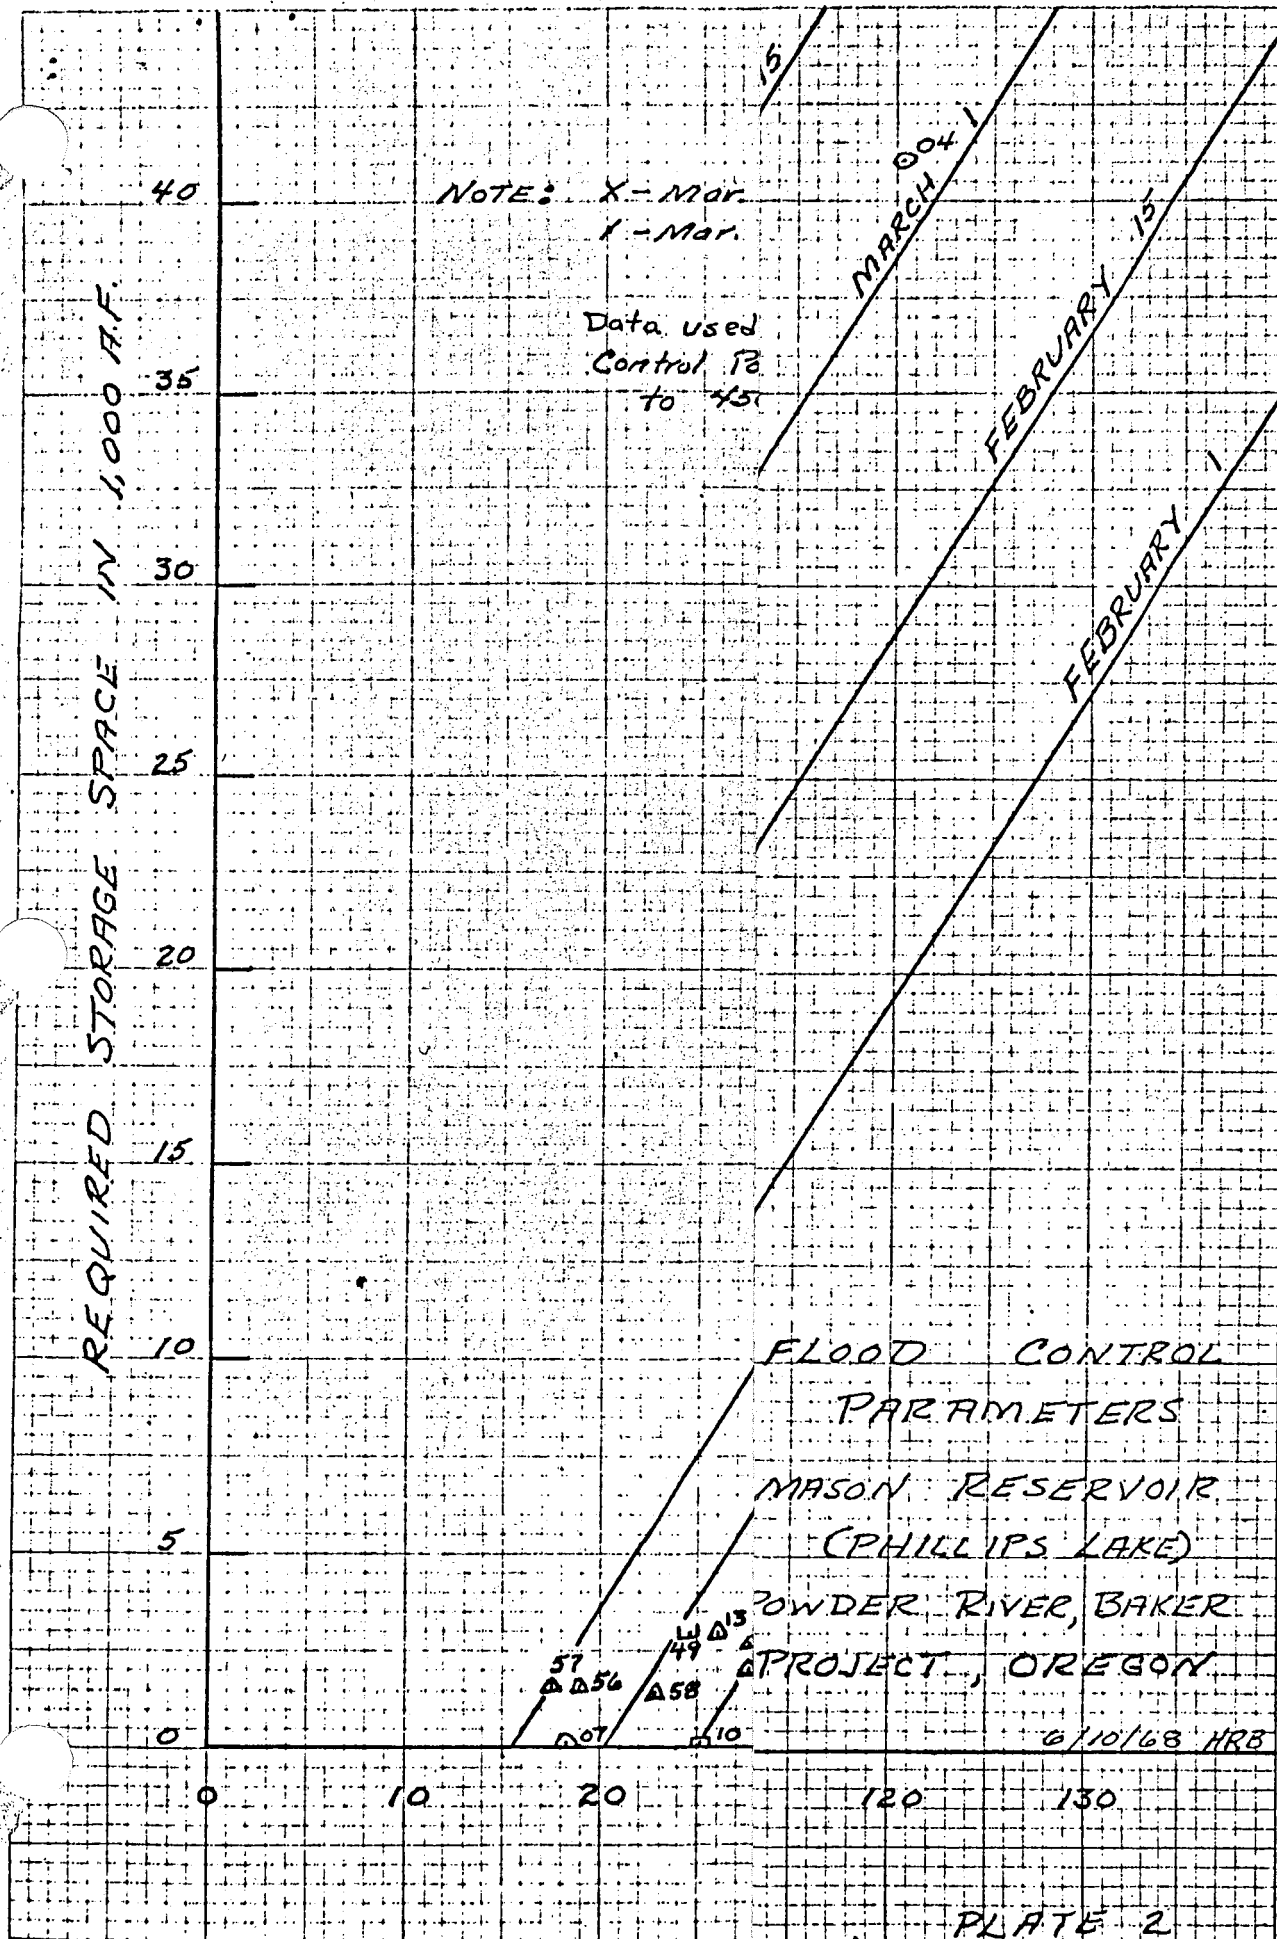 REQUIRED STORAGE SPACE IN 1,000 A.F.
40
35
30
25
20
15
10
5
0
0 10 20 120 130
NOTE: X - Mar.
- Mar.
Data used
Control Po
to 450
15
MARCH 1
04
FEBRUARY 15
FEBRUARY 1
57
56
49
13
58
07
10
FLOOD CONTROL
PARAMETERS
MASON RESERVOIR
(PHILLIPS LAKE)
POWDER RIVER, BAKER
PROJECT, OREGON
6/10/68 HRB
PLATE 2